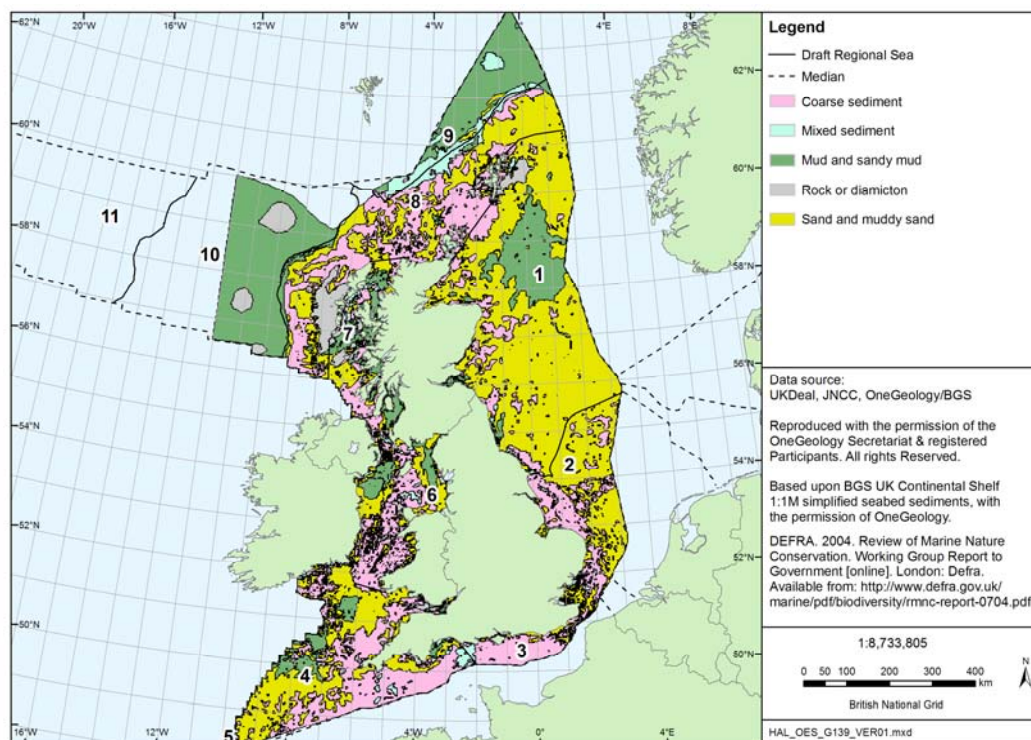 62°N
20°W
16°W
12°W
8°W
4°W
0°
4°E
8°E
62°N
60°N
60°N
58°N
58°N
56°N
56°N
54°N
54°N
52°N
52°N
50°N
50°N
16°W
12°W
8°W
4°W
0°
4°E
9
11
8
10
1
7
2
6
3
4
5
Legend
Draft Regional Sea
Median
Coarse sediment
Mixed sediment
Mud and sandy mud
Rock or diamicton
Sand and muddy sand
Data source:
UKDeal, JNCC, OneGeology/BGS
Reproduced with the permission of the
OneGeology Secretariat & registered
Participants. All rights Reserved.
Based upon BGS UK Continental Shelf
1:1M simplified seabed sediments, with
the permission of OneGeology.
DEFRA. 2004. Review of Marine Nature
Conservation. Working Group Report to
Government [online]. London: Defra.
Available from: http://www.defra.gov.uk/
marine/pdf/biodiversity/rmnc-report-0704.pdf
1:8,733,805
0 50 100 200 300 400
km
N
British National Grid
HAL_OES_G139_VER01.mxd